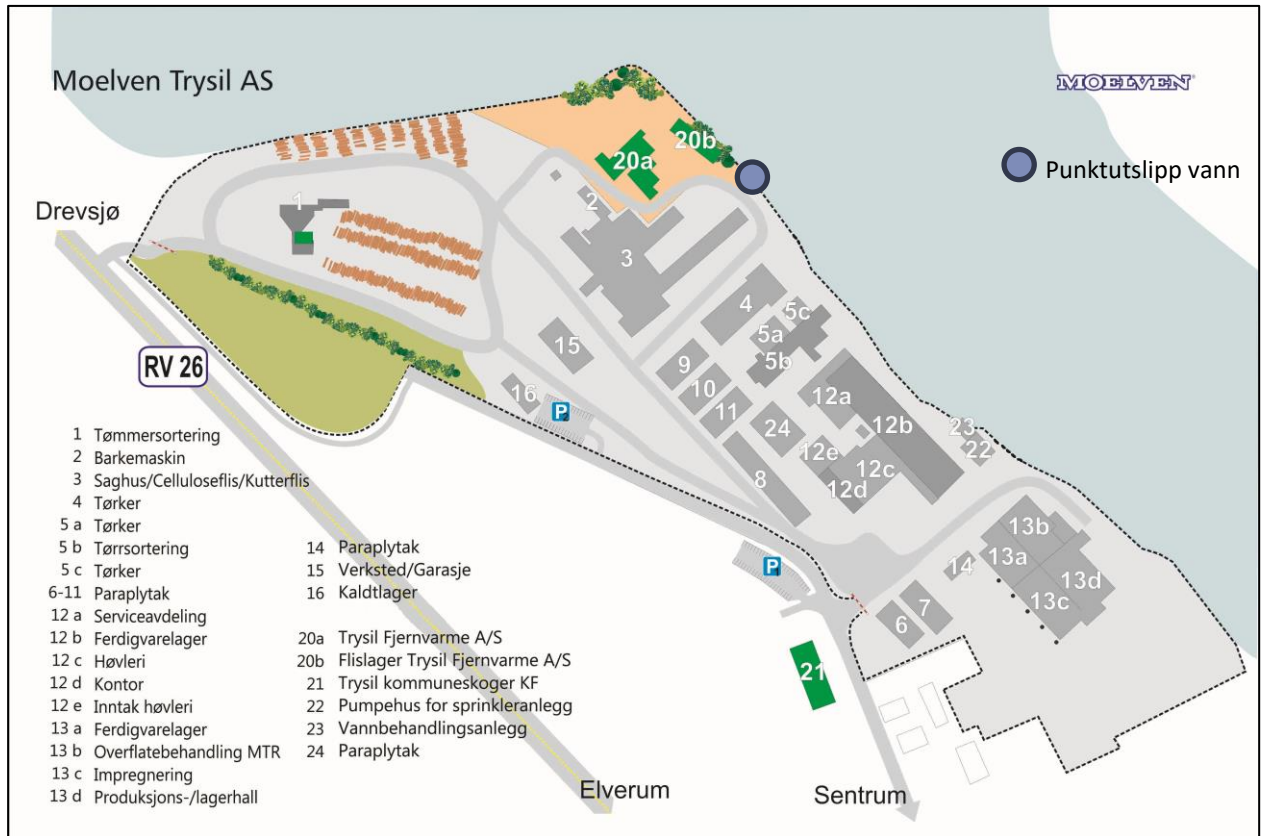 Moelven Trysil AS
MOELVEN
Punktutslipp vann
Drevsjø
RV 26
1
2
3
4
5a
5b
5c
15
16
P 2
9
10
11
24
8
12a
12b
12c
12d
12e
23
22
20a
20b
13a
13b
13c
13d
14
6
7
P 1
21
1 Tømmersortering
2 Barkemaskin
3 Saghus/Celluloseflis/Kutterflis
4 Tørker
5 a Tørker
5 b Tørrsortering
5 c Tørker
6-11 Paraplytak
12 a Serviceavdeling
12 b Ferdigvarelager
12 c Høvleri
12 d Kontor
12 e Inntak høvleri
13 a Ferdigvarelager
13 b Overflatebehandling MTR
13 c Impregnering
13 d Produksjons-/lagerhall
14 Paraplytak
15 Verksted/Garasje
16 Kaldtlager
20a Trysil Fjernvarme A/S
20b Flislager Trysil Fjernvarme A/S
21 Trysil kommuneskoger KF
22 Pumpehus for sprinkleranlegg
23 Vannbehandlingsanlegg
24 Paraplytak
Elverum
Sentrum